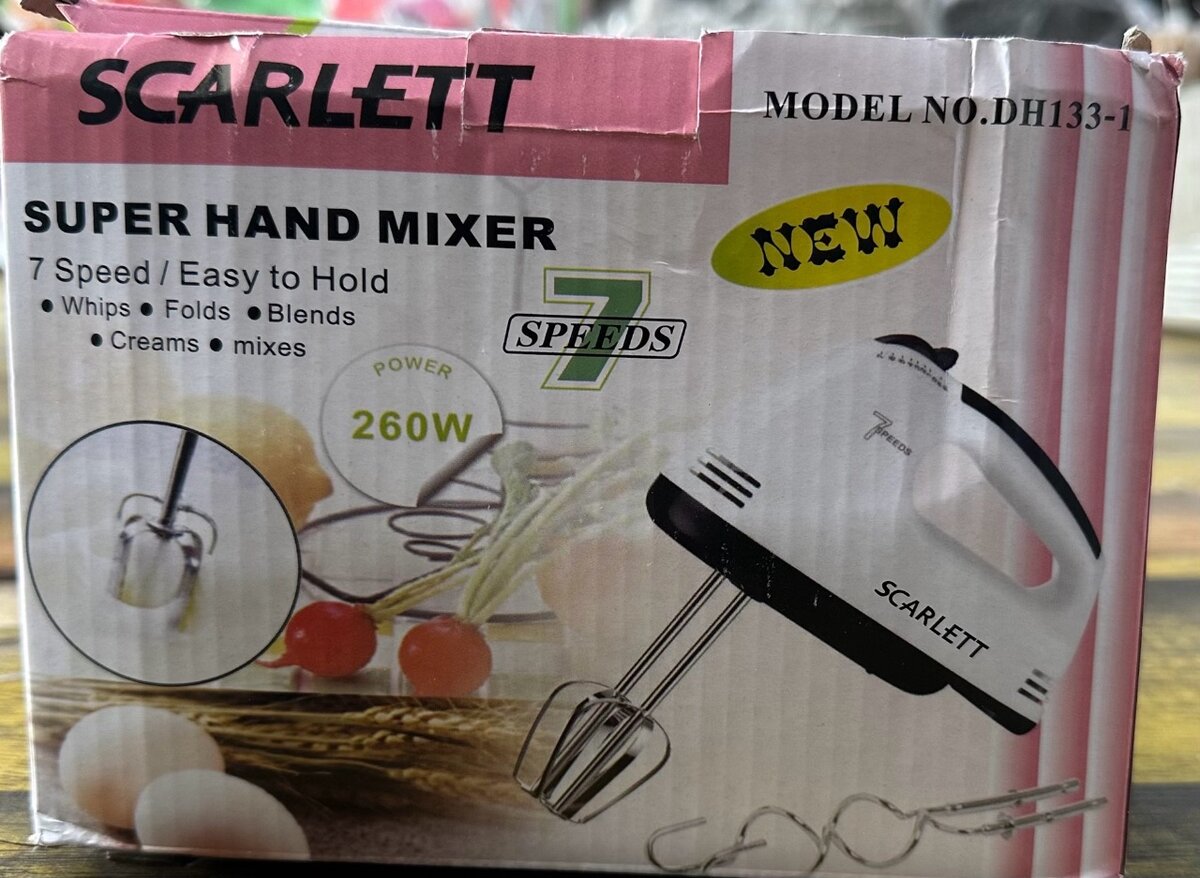 SCARLETT
MODEL NO.DH133-1
SUPER HAND MIXER
NEW
7 Speed / Easy to Hold
• Whips • Folds • Blends
• Creams • mixes
7
SPEEDS
POWER
260W
7 SPEEDS
SCARLETT